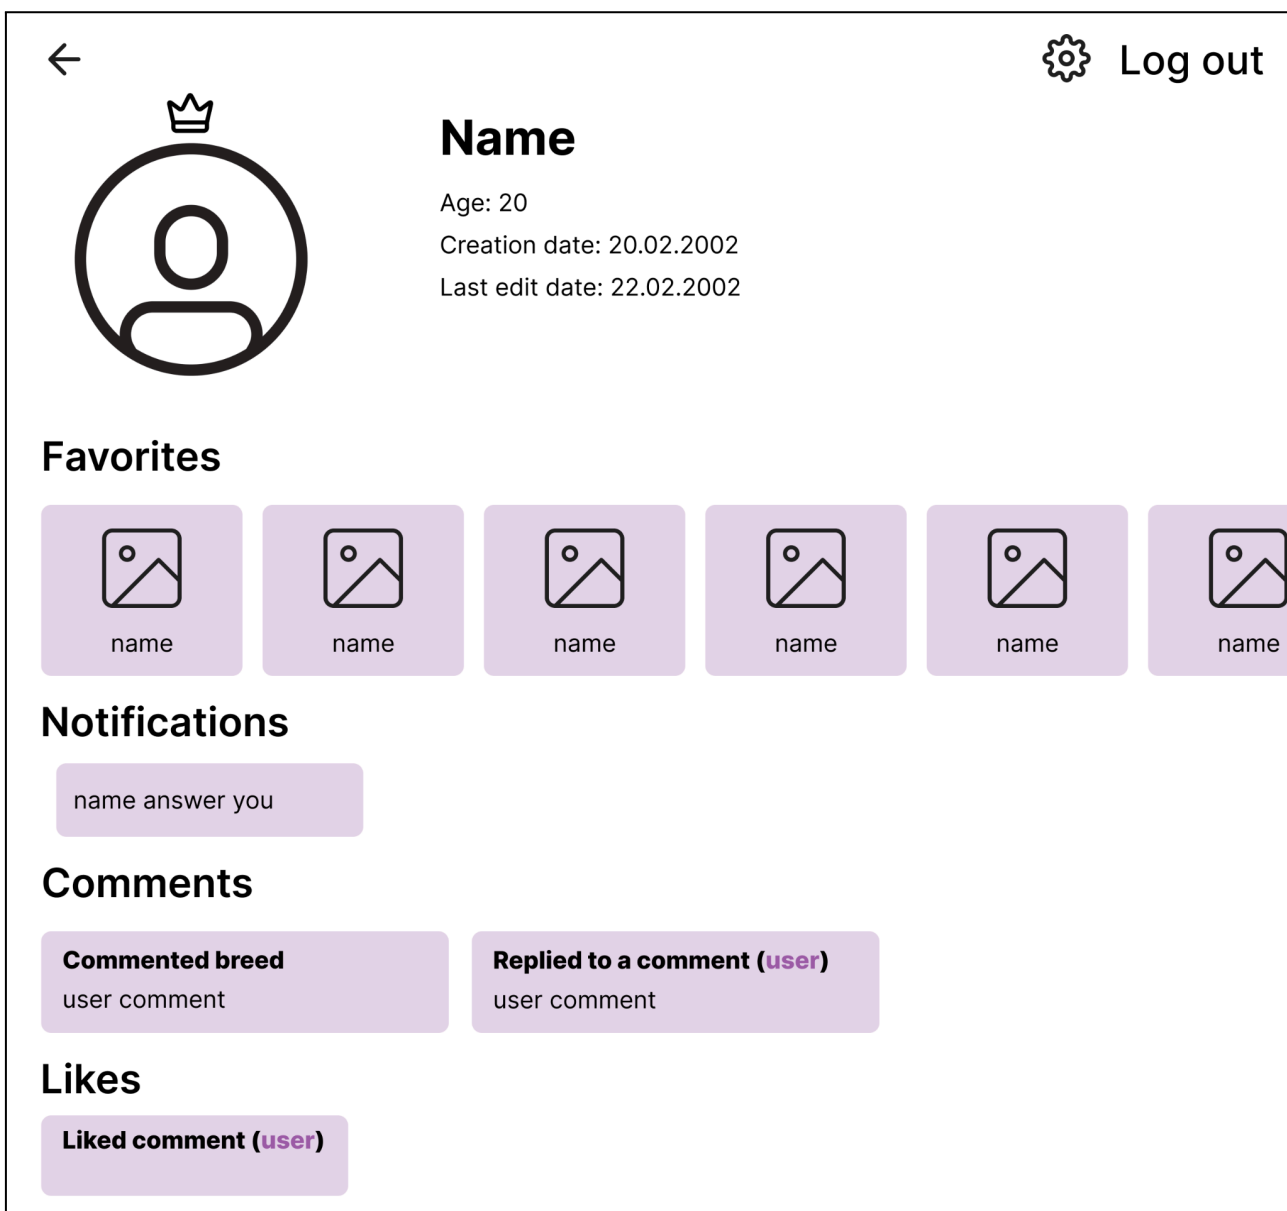 Log out
Name
Age: 20
Creation date: 20.02.2002
Last edit date: 22.02.2002
Favorites
name
name
name
name
name
name
Notifications
name answer you
Comments
Commented breed
user comment
Replied to a comment (user)
user comment
Likes
Liked comment (user)